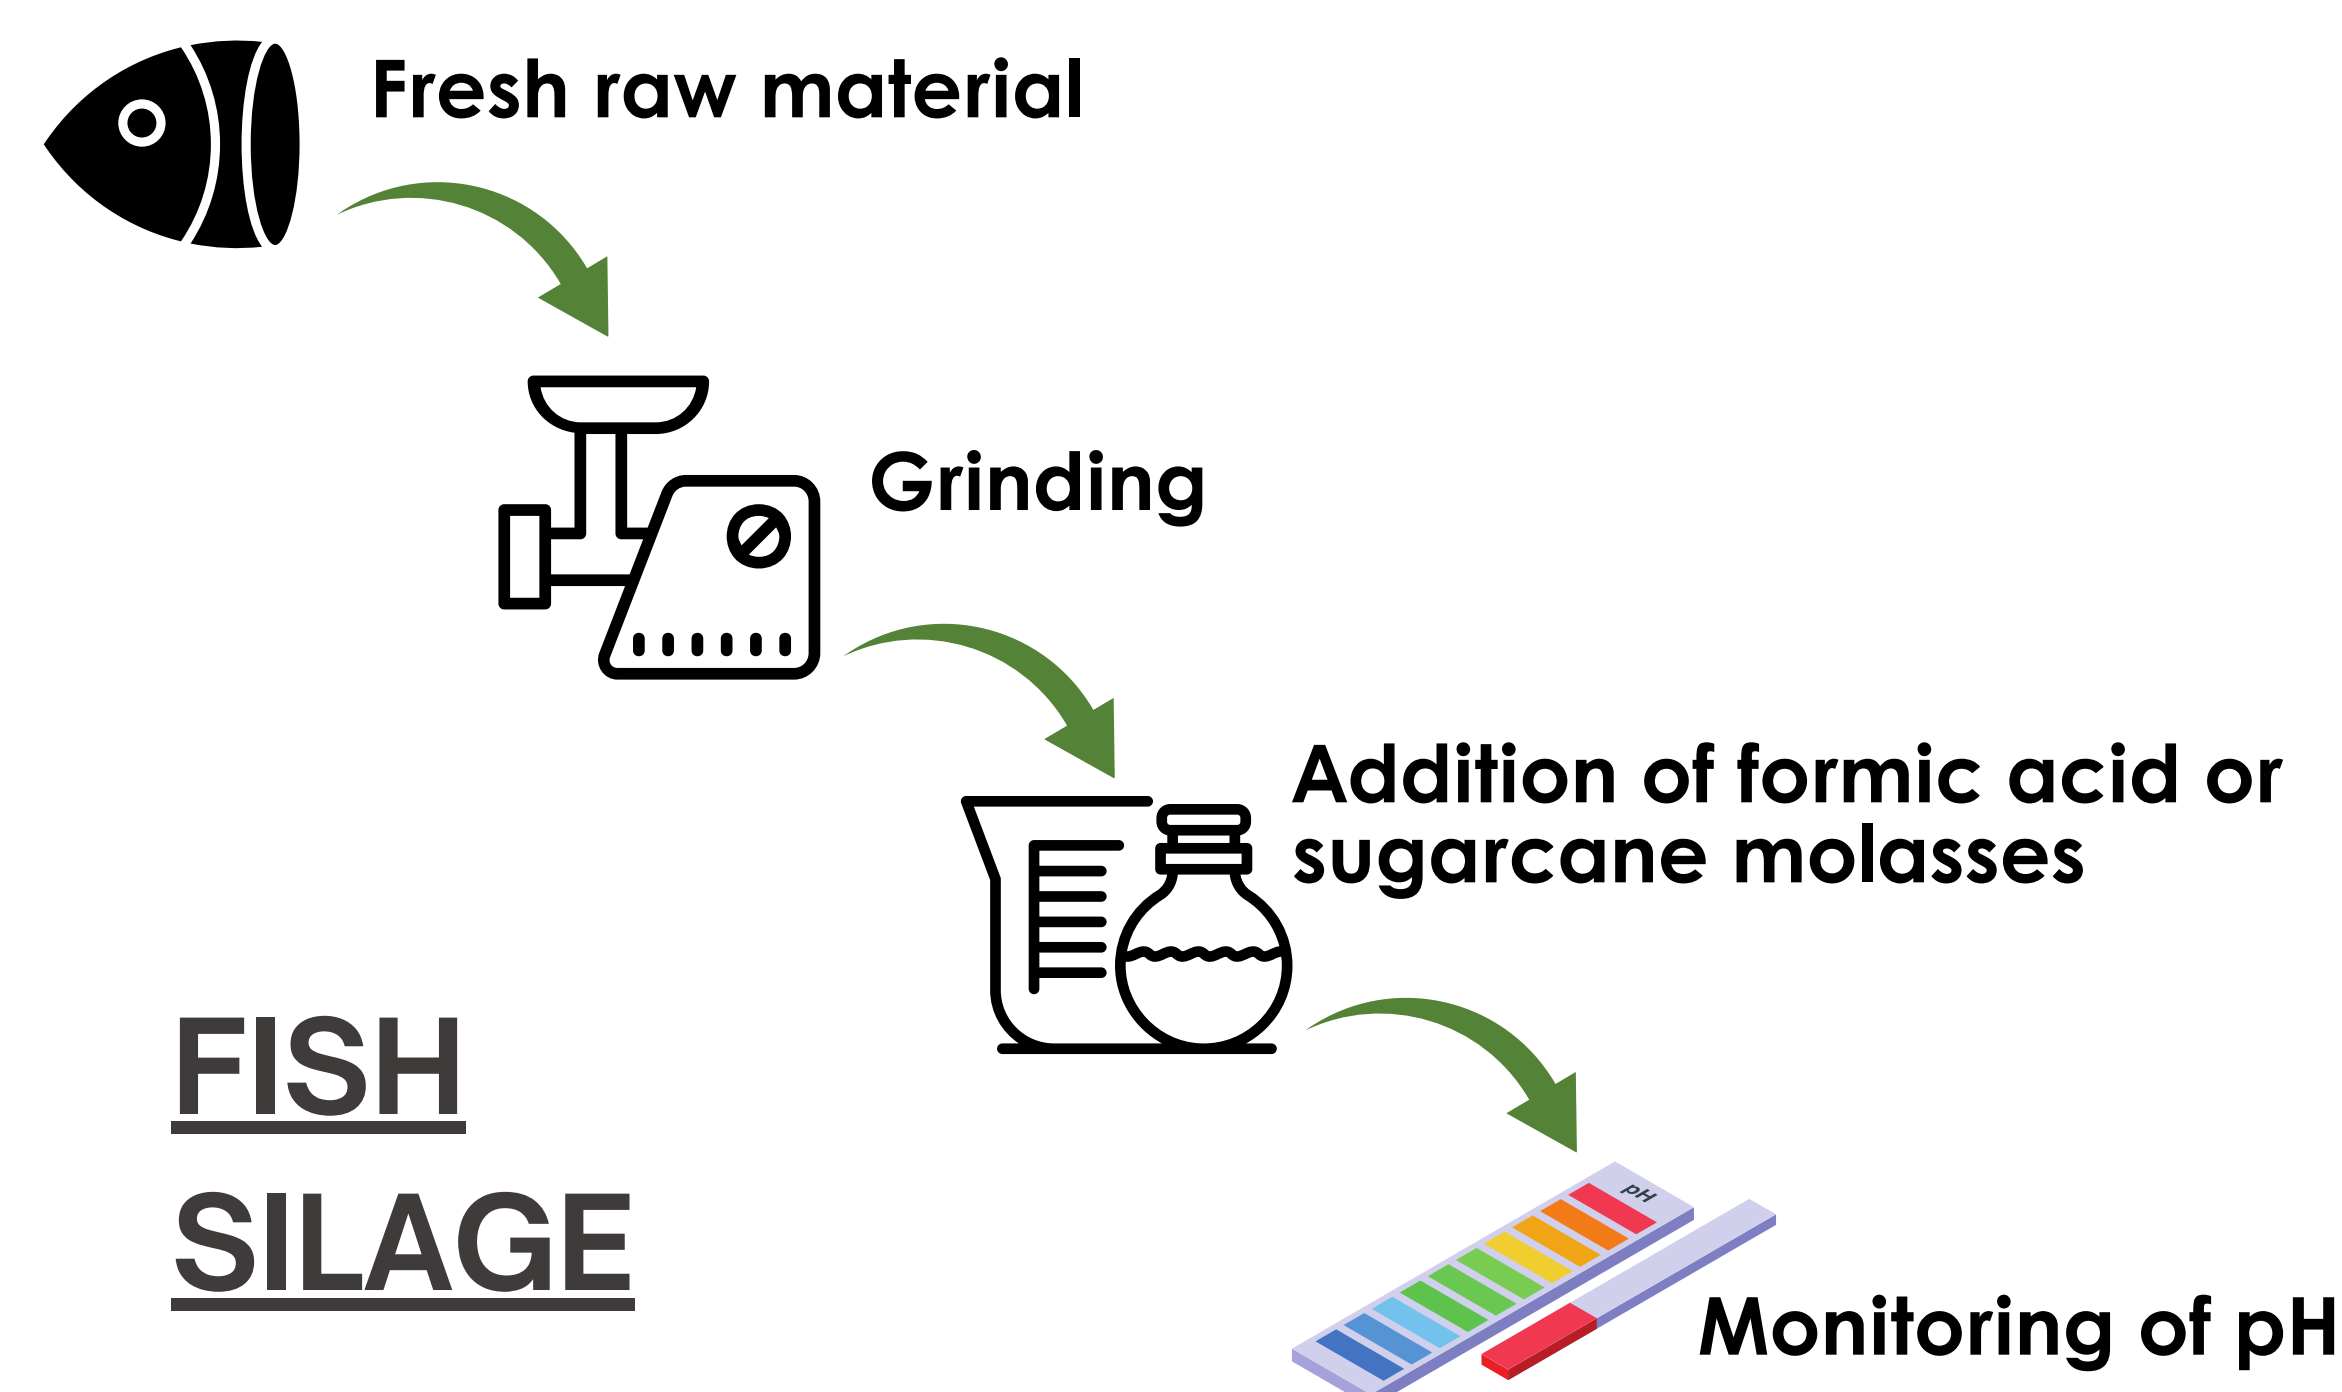 Fresh raw material
Grinding
Addition of formic acid or
sugarcane molasses
FISH
SILAGE
pH
Monitoring of pH